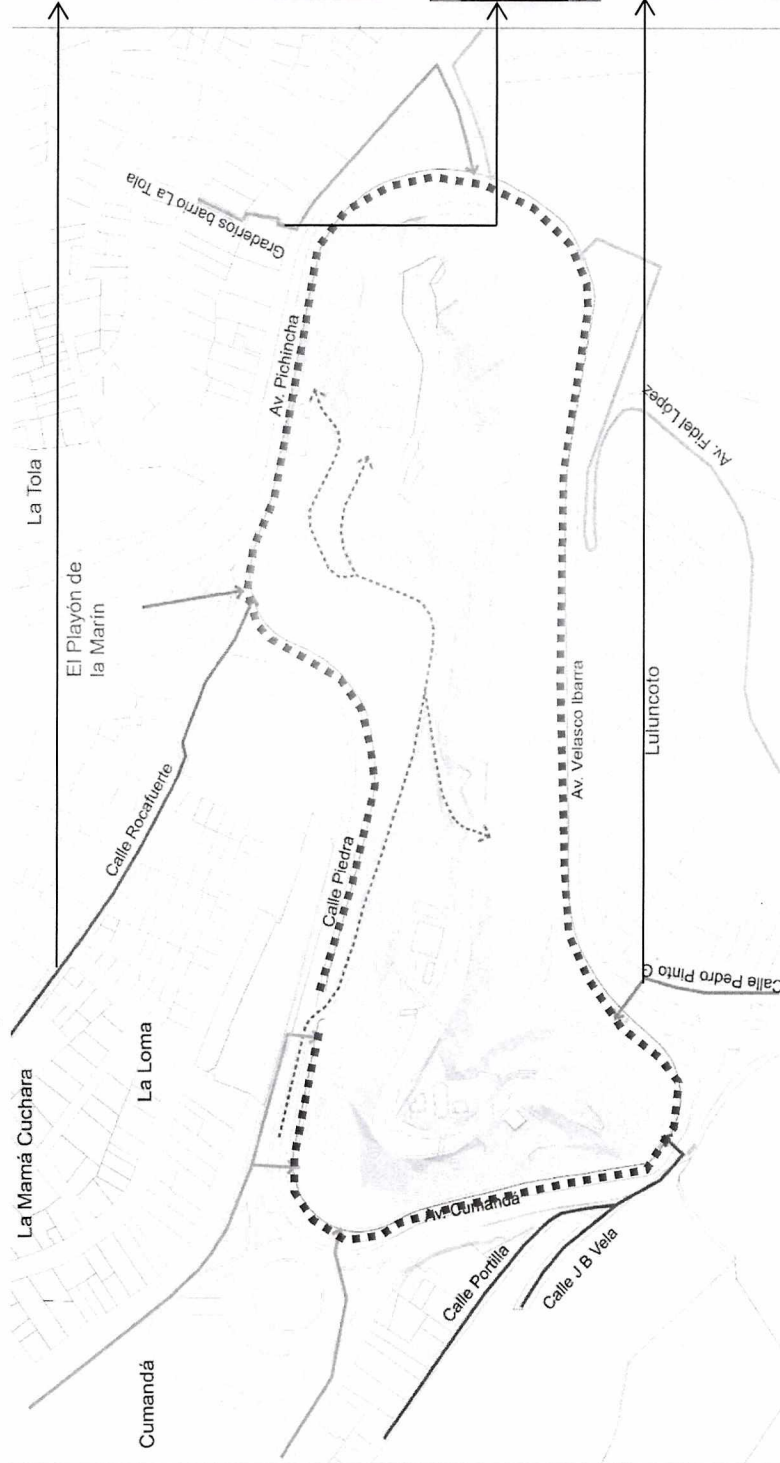 La Tola
Graderíos barrio La Tola
Av. Pichincha
El Playón de
la Marín
Calle Rocafuerte
Calle Piedra
Av. Fidel López
Av. Velasco Ibarra
Luluncoto
La Mamá Cuchara
La Loma
Calle Pedro Pinto G
Av. Cumandá
Calle Portilla
Calle J B Vela
Cumandá